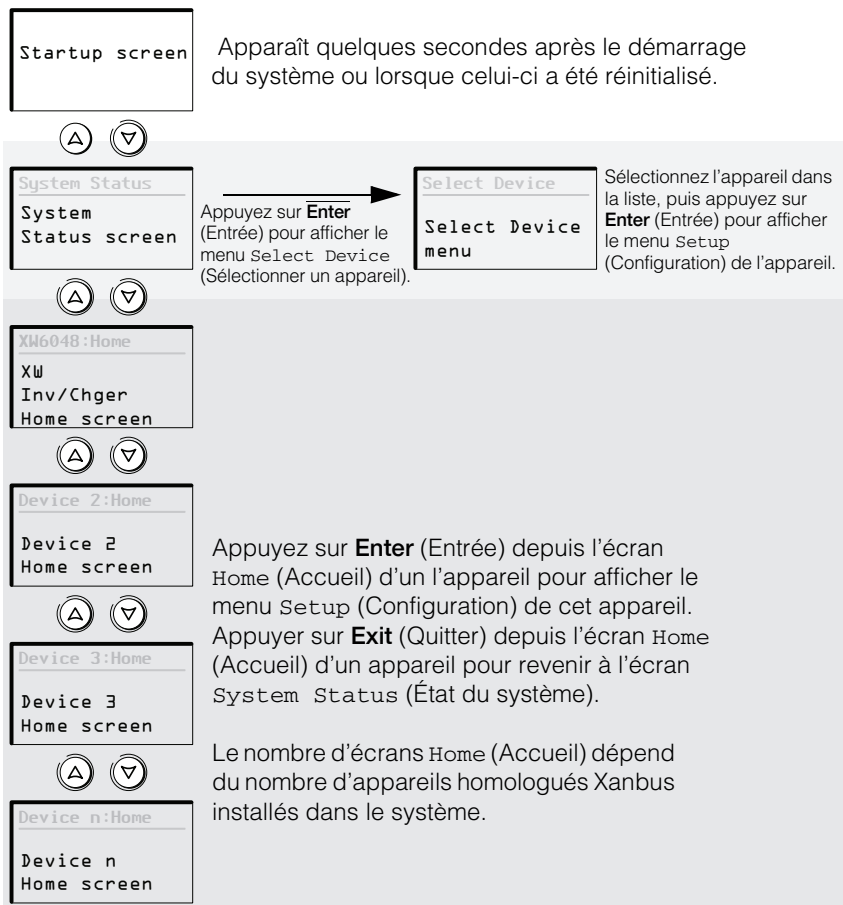 Startup screen
Apparaît quelques secondes après le démarrage
du système ou lorsque celui-ci a été réinitialisé.
System Status
System
Status screen
Appuyez sur Enter
(Entrée) pour afficher le
menu Select Device
(Sélectionner un appareil).
Select Device
Select Device
menu
Sélectionnez l'appareil dans
la liste, puis appuyez sur
Enter (Entrée) pour afficher
le menu Setup
(Configuration) de l'appareil.
XW6048:Home
XW
Inv/Chger
Home screen
Device 2:Home
Device 2
Home screen
Appuyez sur Enter (Entrée) depuis l'écran
Home (Accueil) d'un l'appareil pour afficher le
menu Setup (Configuration) de cet appareil.
Appuyer sur Exit (Quitter) depuis l'écran Home
(Accueil) d'un appareil pour revenir à l'écran
System Status (État du système).
Device 3:Home
Device 3
Home screen
Le nombre d'écrans Home (Accueil) dépend
du nombre d'appareils homologués Xanbus
installés dans le système.
Device n:Home
Device n
Home screen